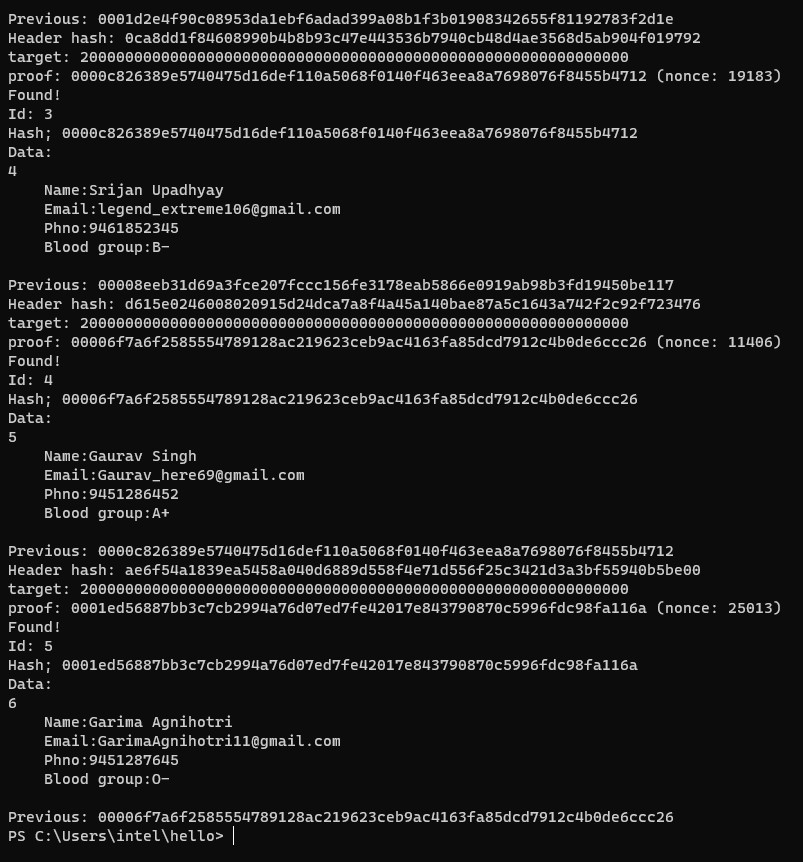 Previous: 0001d2e4f90c08953da1ebf6adad399a08b1f3b01908342655f81192783f2d1e
Header hash: 0ca8dd1f84608990b4b8b93c47e443536b7940cb48d4ae3568d5ab904f019792
target: 2000000000000000000000000000000000000000000000000000000000000
proof: 0000c826389e5740475d16def110a5068f0140f463eea8a7698076f8455b4712 (nonce: 19183)
Found!
Id: 3
Hash; 0000c826389e5740475d16def110a5068f0140f463eea8a7698076f8455b4712
Data:
4
    Name:Srijan Upadhyay
    Email:legend_extreme106@gmail.com
    Phno:9461852345
    Blood group:B-

Previous: 00008eeb31d69a3fce207fccc156fe3178eab5866e0919ab98b3fd19450be117
Header hash: d615e0246008020915d24dca7a8f4a45a140bae87a5c1643a742f2c92f723476
target: 2000000000000000000000000000000000000000000000000000000000000
proof: 00006f7a6f2585554789128ac219623ceb9ac4163fa85dcd7912c4b0de6ccc26 (nonce: 11406)
Found!
Id: 4
Hash; 00006f7a6f2585554789128ac219623ceb9ac4163fa85dcd7912c4b0de6ccc26
Data:
5
    Name:Gaurav Singh
    Email:Gaurav_here69@gmail.com
    Phno:9451286452
    Blood group:A+

Previous: 0000c826389e5740475d16def110a5068f0140f463eea8a7698076f8455b4712
Header hash: ae6f54a1839ea5458a040d6889d558f4e71d556f25c3421d3a3bf55940b5be00
target: 2000000000000000000000000000000000000000000000000000000000000
proof: 0001ed56887bb3c7cb2994a76d07ed7fe42017e843790870c5996fdc98fa116a (nonce: 25013)
Found!
Id: 5
Hash; 0001ed56887bb3c7cb2994a76d07ed7fe42017e843790870c5996fdc98fa116a
Data:
6
    Name:Garima Agnihotri
    Email:GarimaAgnihotri11@gmail.com
    Phno:9451287645
    Blood group:O-

Previous: 00006f7a6f2585554789128ac219623ceb9ac4163fa85dcd7912c4b0de6ccc26
PS C:\Users\intel\hello>